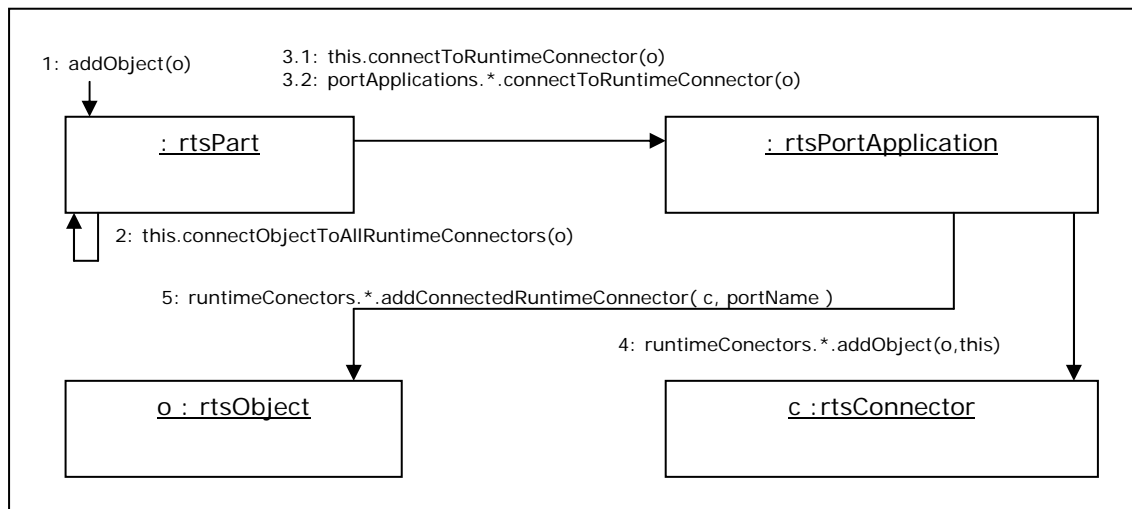 1: addObject(o)
3.1: this.connectToRuntimeConnector(o)
3.2: portApplications.*.connectToRuntimeConnector(o)
: rtsPart
: rtsPortApplication
2: this.connectObjectToAllRuntimeConnectors(o)
5: runtimeConectors.*.addConnectedRuntimeConnector( c, portName )
4: runtimeConectors.*.addObject(o,this)
o : rtsObject
c :rtsConnector